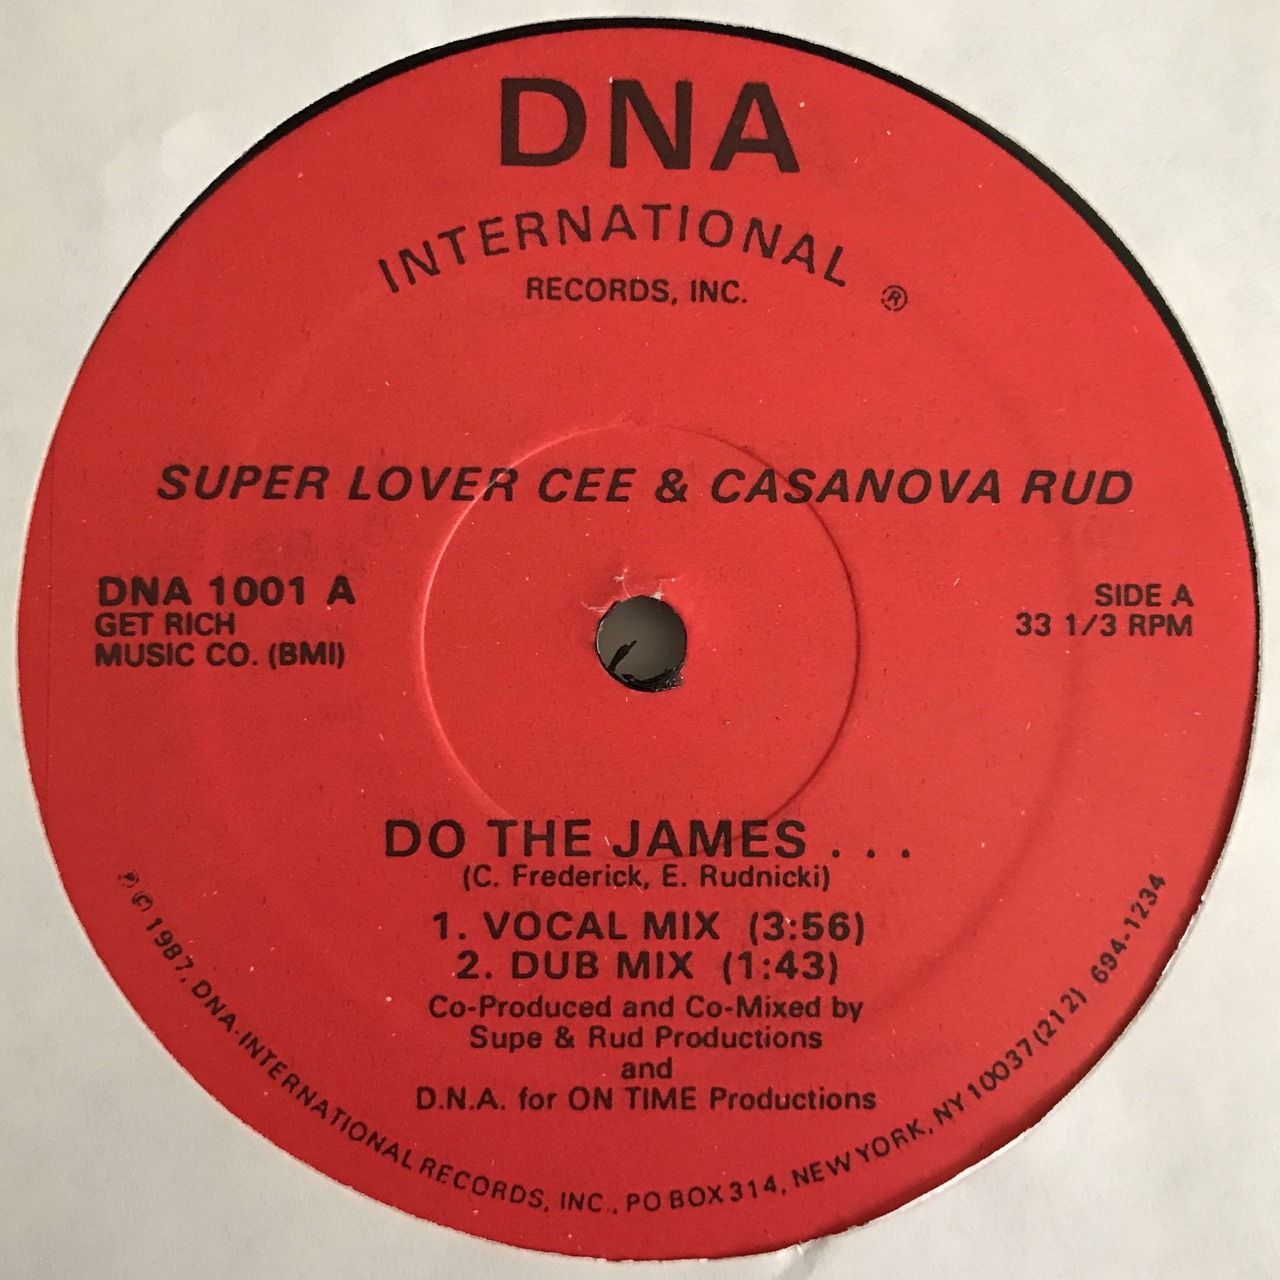 DNA
INTERNATIONAL ®
RECORDS, INC.
SUPER LOVER CEE & CASANOVA RUD
DNA 1001 A
GET RICH
MUSIC CO. (BMI)
SIDE A
33 1/3 RPM
DO THE JAMES . . .
(C. Frederick, E. Rudnicki)
1. VOCAL MIX (3:56)
2. DUB MIX (1:43)
Co-Produced and Co-Mixed by
Supe & Rud Productions
and
D.N.A. for ON TIME Productions
℗ © 1987, DNA-INTERNATIONAL RECORDS, INC., PO BOX 314, NEW YORK, NY 10037 (212) 694-1234